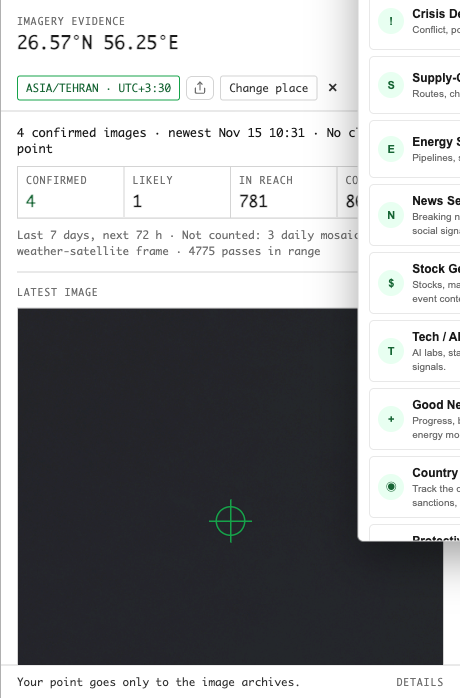 IMAGERY EVIDENCE
26.57°N 56.25°E
ASIA/TEHRAN · UTC+3:30
Change place ×
4 confirmed images · newest Nov 15 10:31 · No
point
CONFIRMED
4
LIKELY
1
IN REACH
781
Last 7 days, next 72 h · Not counted: 3 daily
weather-satellite frame · 4775 passes in
range
LATEST IMAGE
Your point goes only to the image archives.
DETAILS
! Crisis
Conflict,
S
Routes,
E Energy
Pipelines,
N News
Breaking
social
$ Stock
Stocks,
event
T Tech /
AI labs,
signals.
+ Good
Progress,
energy
◉ Country
Track the
sanctions,